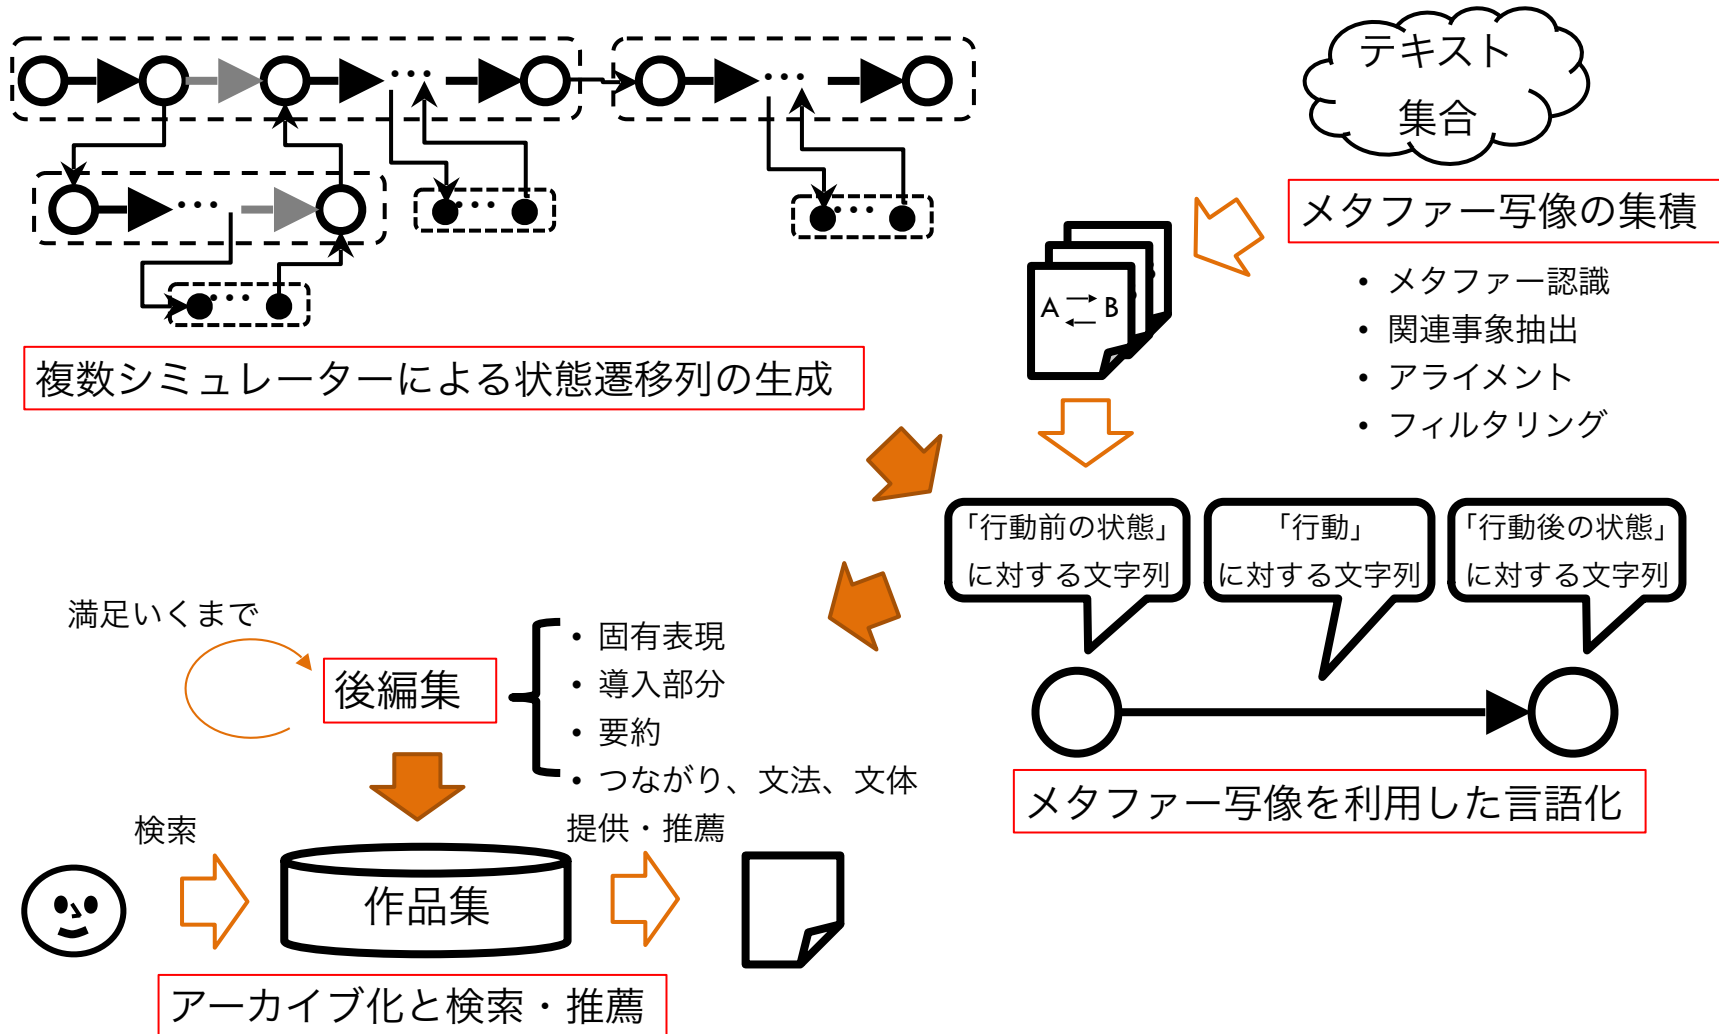 テキスト
集合
メタファー写像の集積
• メタファー認識
• 関連事象抽出
• アライメント
• フィルタリング
A B
複数シミュレーターによる状態遷移列の生成
「行動前の状態」
に対する文字列
「行動」
に対する文字列
「行動後の状態」
に対する文字列
メタファー写像を利用した言語化
満足いくまで
後編集
• 固有表現
• 導入部分
• 要約
• つながり、文法、文体
検索
作品集
提供・推薦
アーカイブ化と検索・推薦